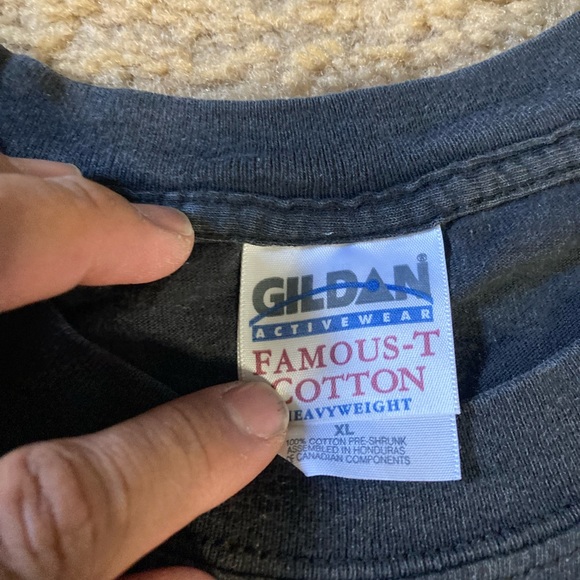 GILDAN®
ACTIVEWEAR
FAMOUS-T
COTTON
HEAVYWEIGHT
XL
100% COTTON PRE-SHRUNK
ASSEMBLED IN HONDURAS
OF CANADIAN COMPONENTS